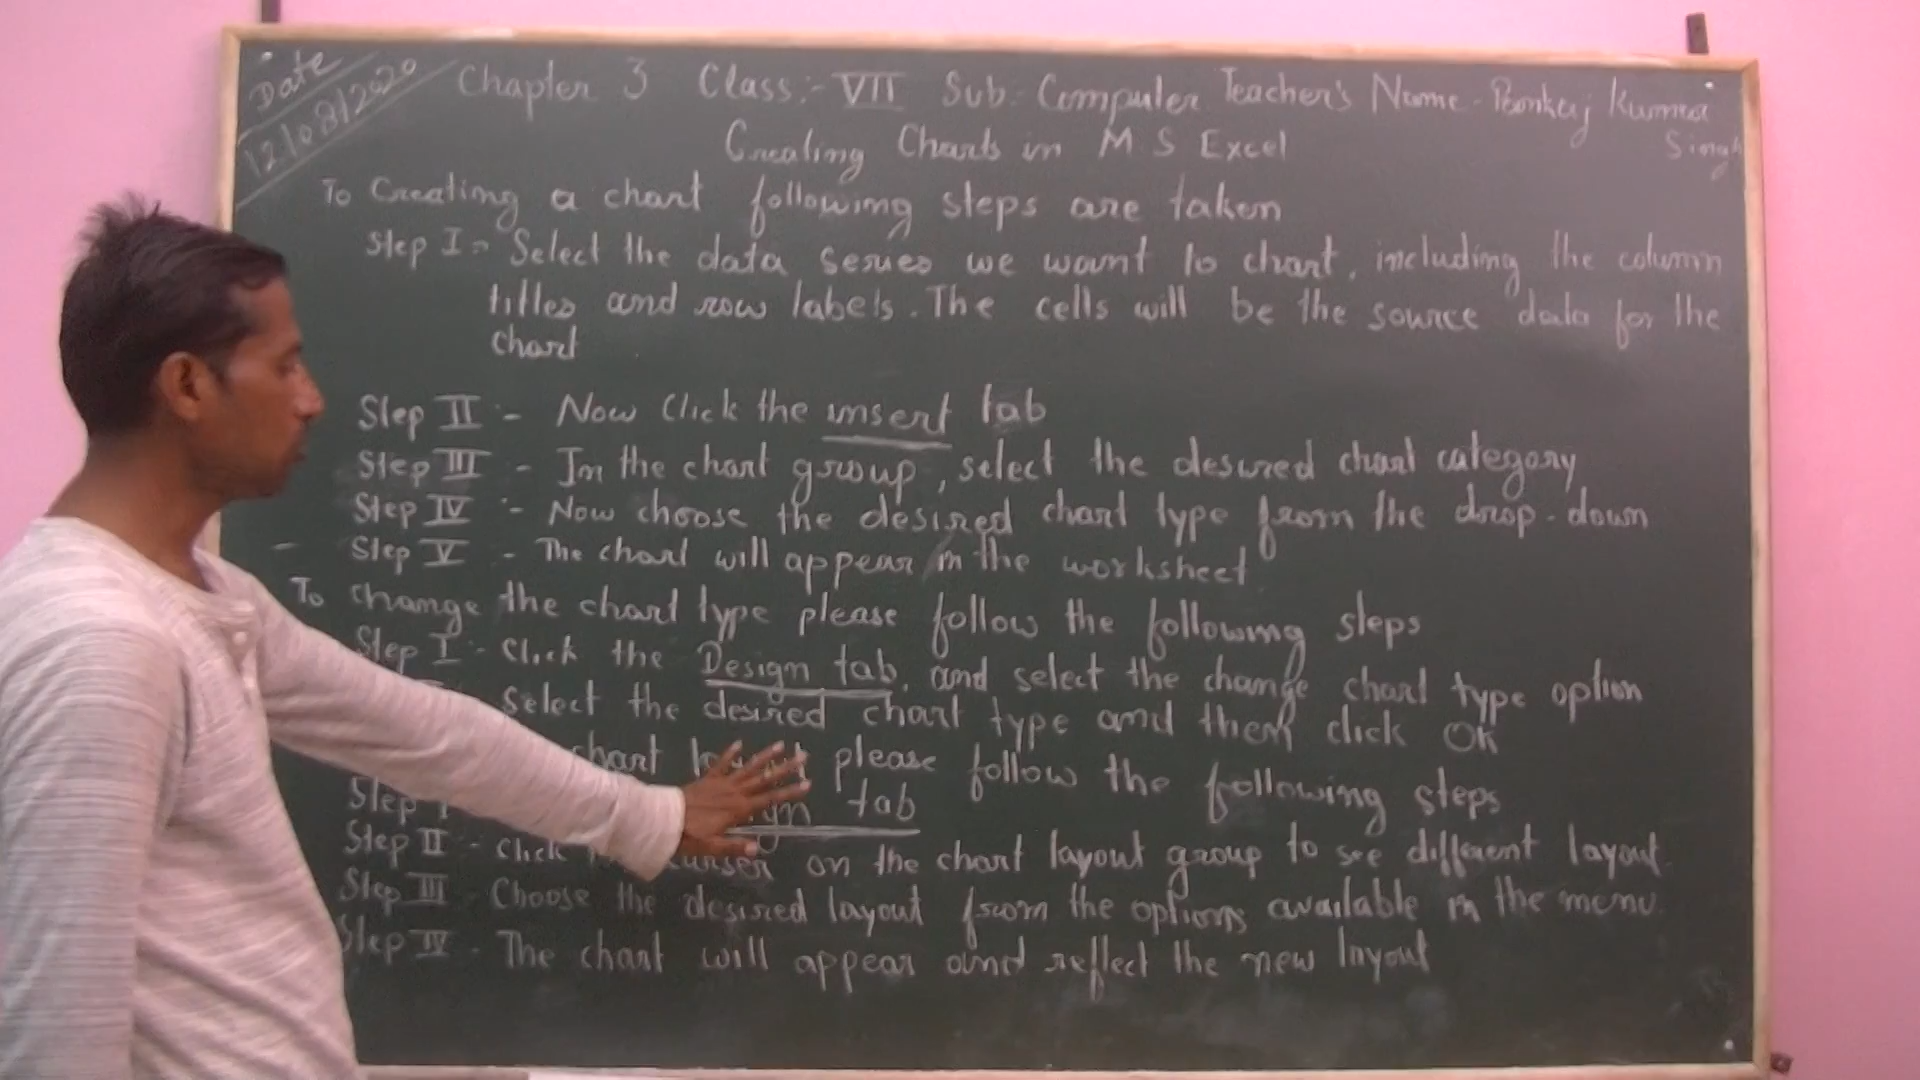 Date
12/08/2020
Chapter 3 Class:- VII Sub:- Computer Teacher's Name - Pankaj Kumar
Singh
Creating Charts in M S Excel
To Creating a chart following steps are taken
Step I:- Select the data series we want to chart, including the column
titles and row labels. The cells will be the source data for the
chart
Step II :- Now Click the insert tab
Step III :- In the chart group, select the desired chart category
Step IV :- Now choose the desired chart type from the drop-down
Step V - The chart will appear in the worksheet
To change the chart type please follow the following steps
Step I - Click the Design tab, and select the change chart type option
Select the desired chart type and then click OK
chart please follow the following steps
Step tab
Step II - Click curser on the chart layout group to see different layout.
Step III - Choose the desired layout from the options available in the menu.
Step IV - The chart will appear and reflect the new layout